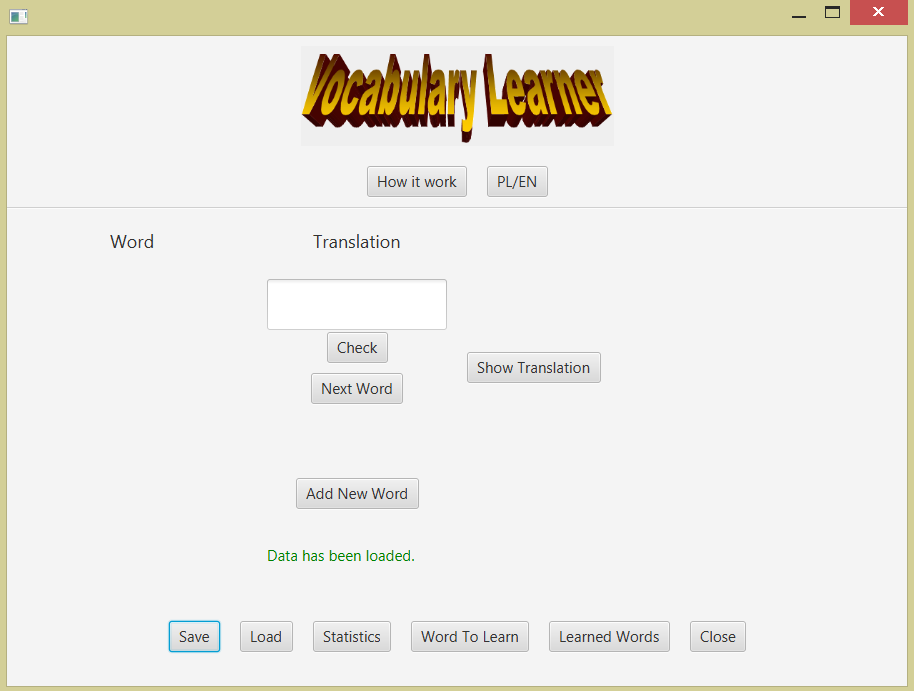 Vocabulary Learner
How it work PL/EN
Word Translation
Check
Show Translation
Next Word
Add New Word
Data has been loaded.
Save Load Statistics Word To Learn Learned Words Close